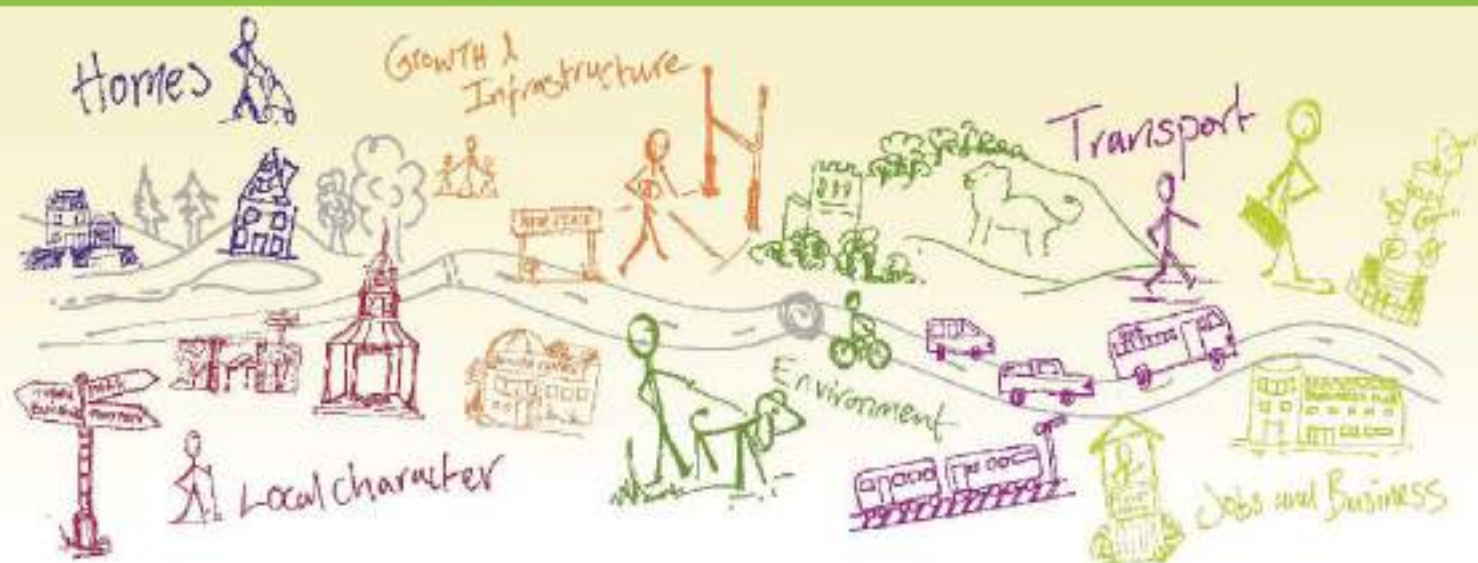 Homes
Growth &
Infrastructure
Transport
Environment
Local character
Jobs and Business